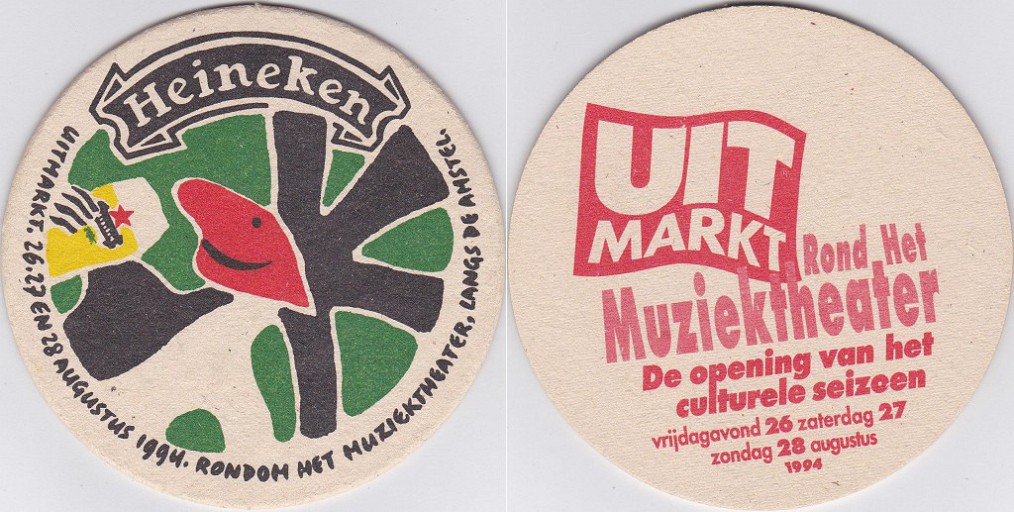 Heineken
UITMARKT. 26.27 EN 28 AUGUSTUS 1994. RONDOM HET MUZIEKTHEATER, LANGS DE AMSTEL.
UIT
MARKT
Rond Het
Muziektheater
De opening van het
culturele seizoen
vrijdagavond 26 zaterdag 27
zondag 28 augustus
1994